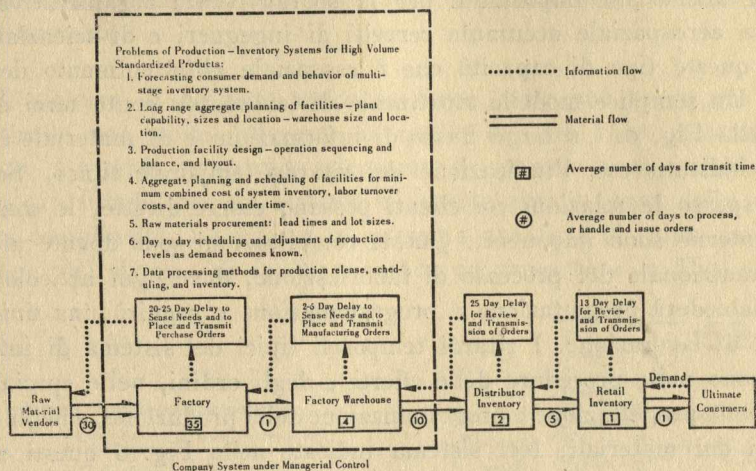 Problems of Production – Inventory Systems for High Volume
Standardized Products:
1. Forecasting consumer demand and behavior of multi-
stage inventory system.
2. Long range aggregate planning of facilities – plant
capability, sizes and location – warehouse size and loca-
tion.
3. Production facility design – operation sequencing and
balance, and layout.
4. Aggregate planning and scheduling of facilities for mini-
mum combined cost of system inventory, labor turnover
costs, and over and under time.
5. Raw materials procurement: lead times and lot sizes.
6. Day to day scheduling and adjustment of production
levels as demand becomes known.
7. Data processing methods for production release, sched-
uling, and inventory.
Information flow
Material flow
# Average number of days for transit time
# Average number of days to process,
or handle and issue orders
20-25 Day Delay to
Sense Needs and to
Place and Transmit
Purchase Orders
2-6 Day Delay to
Sense Needs and to
Place and Transmit
Manufacturing Orders
25 Day Delay
for Review
and Transmis-
sion of Orders
13 Day Delay
for Review
and Transmis-
sion of Orders
Raw
Material
Vendors
30
Factory
35
1
Factory Warehouse
4
10
Distributor
Inventory
2
5
Retail
Inventory
1
Demand
1
Ultimate
Consumers
Company System under Managerial Control